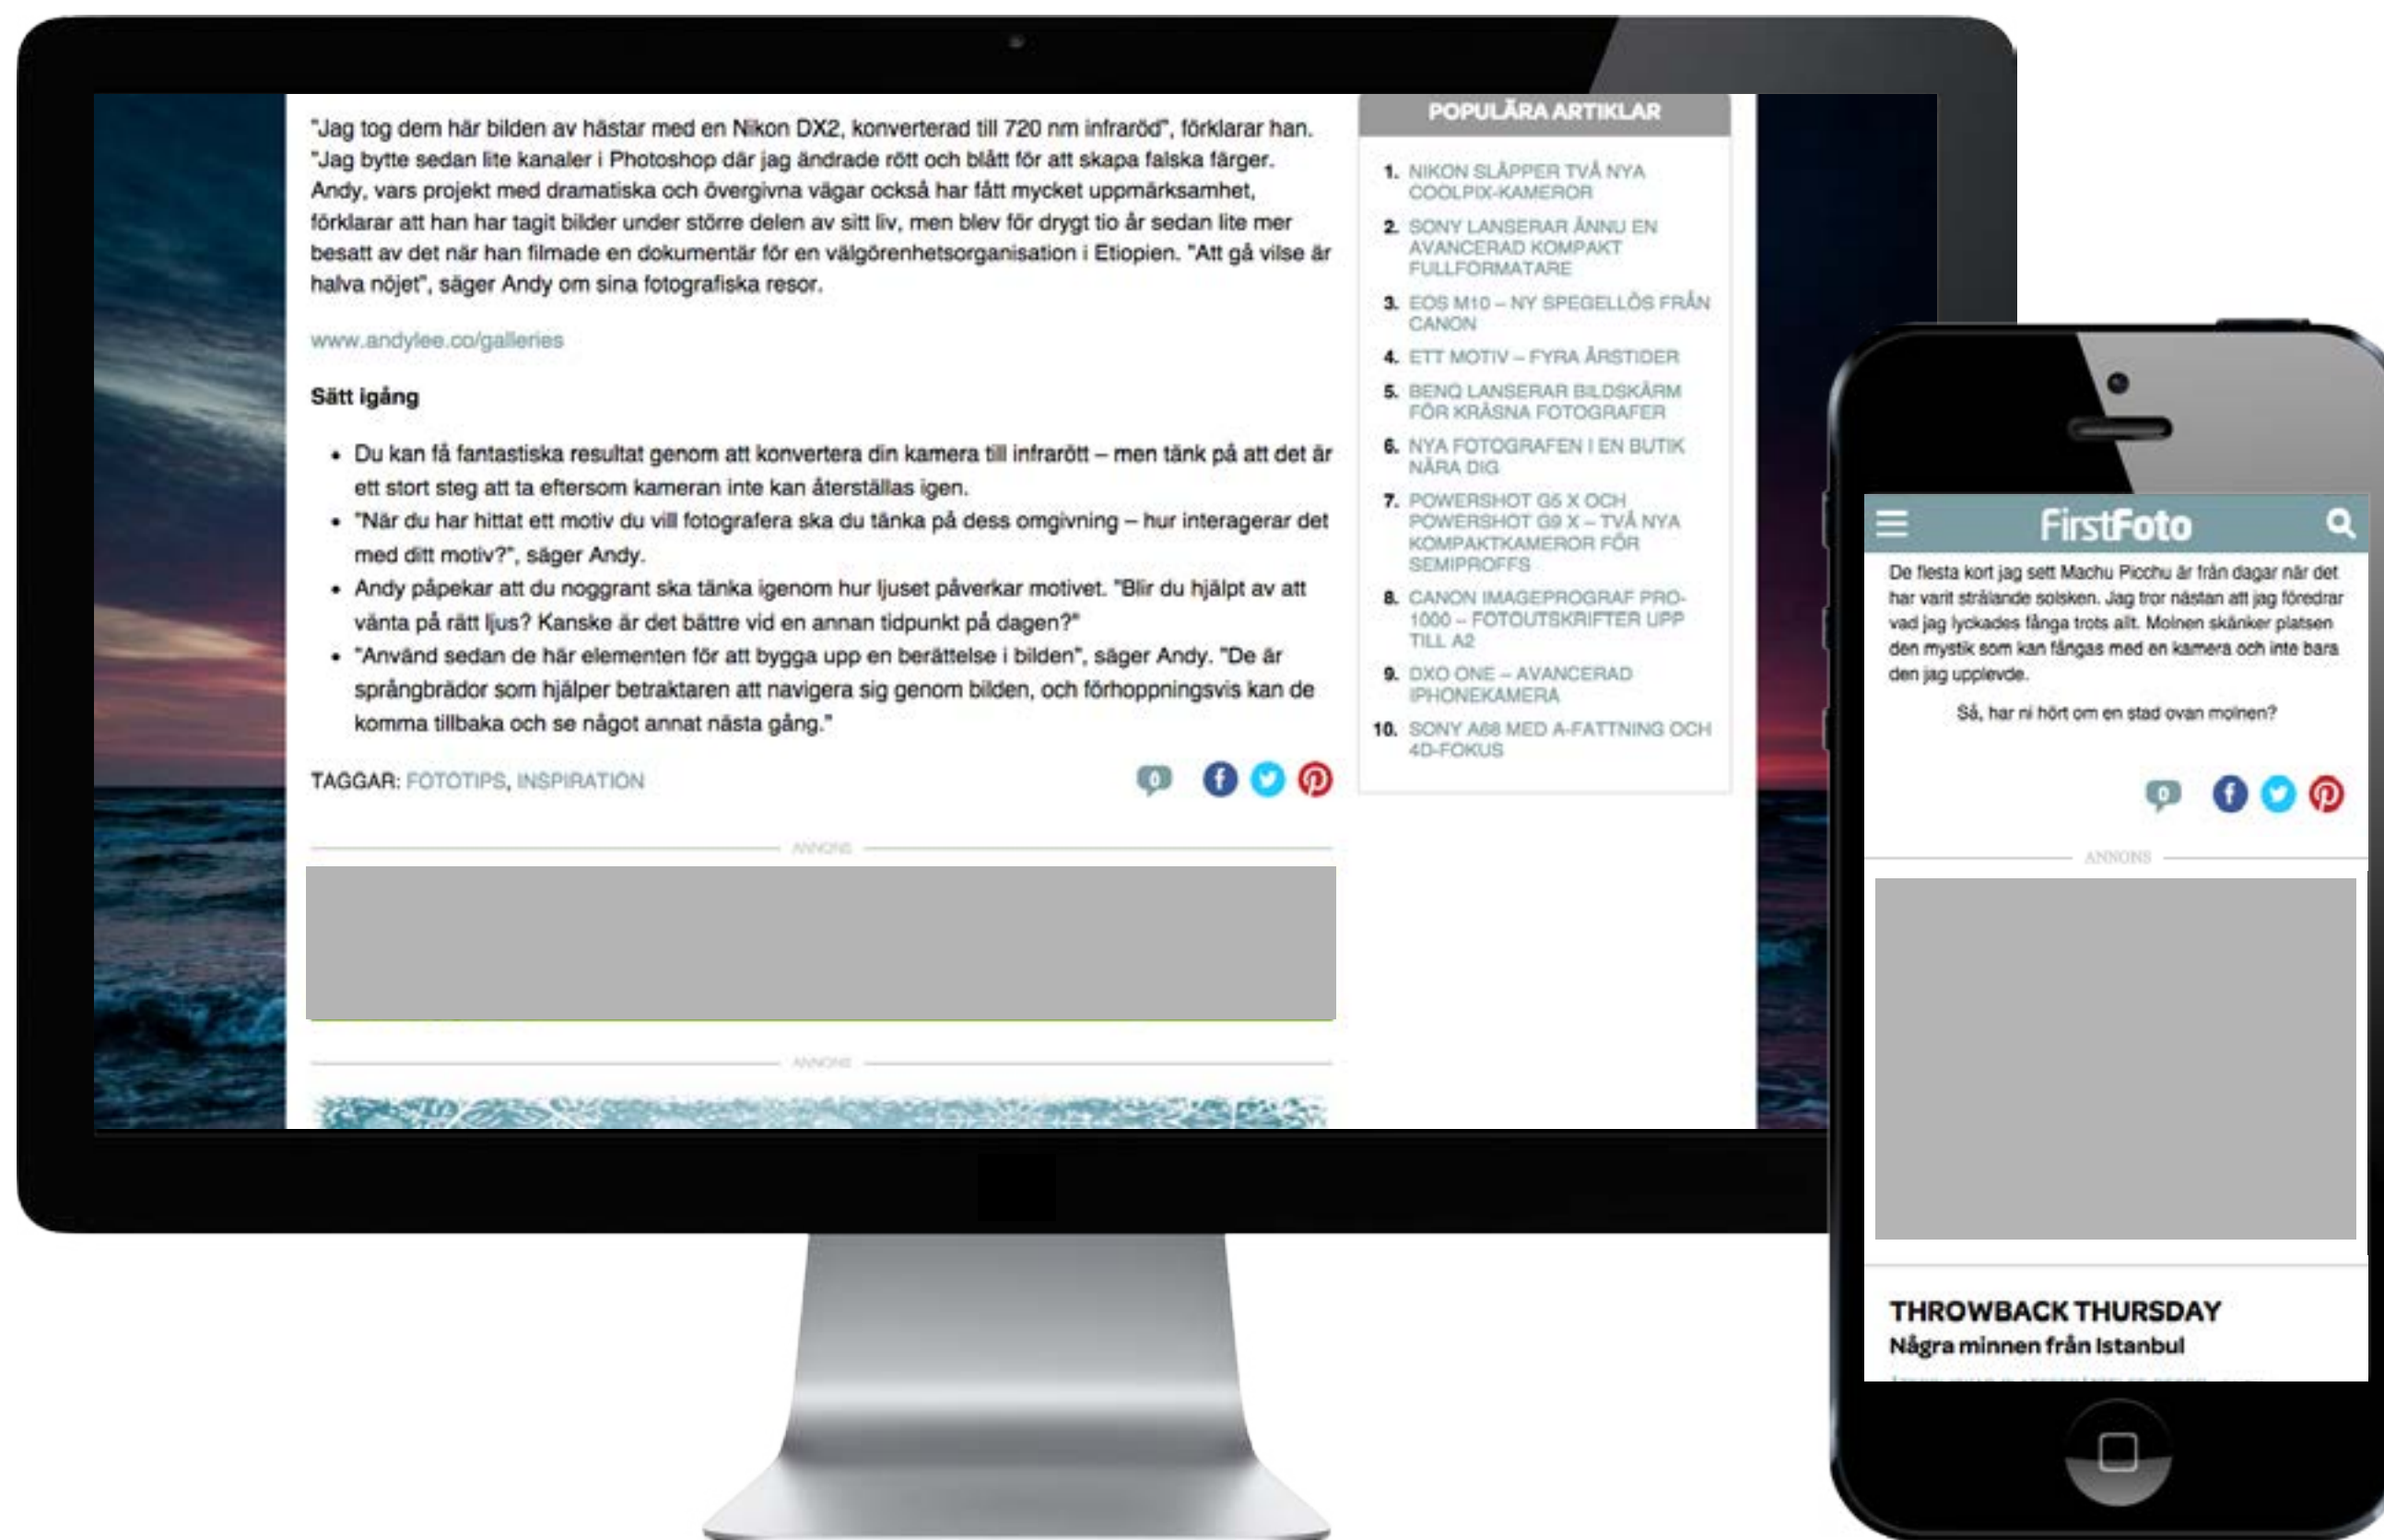 "Jag tog dem här bilden av hästar med en Nikon DX2, konverterad till 720 nm infraröd", förklarar han.
"Jag bytte sedan lite kanaler i Photoshop där jag ändrade rött och blått för att skapa falska färger.
Andy, vars projekt med dramatiska och övergivna vägar också har fått mycket uppmärksamhet,
förklarar att han har tagit bilder under större delen av sitt liv, men blev för drygt tio år sedan lite mer
besatt av det när han filmade en dokumentär för en välgörenhetsorganisation i Etiopien. "Att gå vilse är
halva nöjet", säger Andy om sina fotografiska resor.
www.andylee.co/galleries
Sätt igång
• Du kan få fantastiska resultat genom att konvertera din kamera till infrarött – men tänk på att det är
ett stort steg att ta eftersom kameran inte kan återställas igen.
• "När du har hittat ett motiv du vill fotografera ska du tänka på dess omgivning – hur interagerar det
med ditt motiv?", säger Andy.
• Andy påpekar att du noggrant ska tänka igenom hur ljuset påverkar motivet. "Blir du hjälpt av att
vänta på rätt ljus? Kanske är det bättre vid en annan tidpunkt på dagen?"
• "Använd sedan de här elementen för att bygga upp en berättelse i bilden", säger Andy. "De är
språngbrädor som hjälper betraktaren att navigera sig genom bilden, och förhoppningsvis kan de
komma tillbaka och se något annat nästa gång."
TAGGAR: FOTOTIPS, INSPIRATION
0
ANNONS
ANNONS
POPULÄRA ARTIKLAR
1. NIKON SLÄPPER TVÅ NYA
COOLPIX-KAMEROR
2. SONY LANSERAR ÄNNU EN
AVANCERAD KOMPAKT
FULLFORMATARE
3. EOS M10 – NY SPEGELLÖS FRÅN
CANON
4. ETT MOTIV – FYRA ÅRSTIDER
5. BENQ LANSERAR BILDSKÄRM
FÖR KRÄSNA FOTOGRAFER
6. NYA FOTOGRAFEN I EN BUTIK
NÄRA DIG
7. POWERSHOT G5 X OCH
POWERSHOT G9 X – TVÅ NYA
KOMPAKTKAMEROR FÖR
SEMIPROFFS
8. CANON IMAGEPROGRAF PRO-
1000 – FOTOUTSKRIFTER UPP
TILL A2
9. DXO ONE – AVANCERAD
IPHONEKAMERA
10. SONY A68 MED A-FATTNING OCH
4D-FOKUS
FirstFoto
De flesta kort jag sett Machu Picchu är från dagar när det
har varit strålande solsken. Jag tror nästan att jag föredrar
vad jag lyckades fånga trots allt. Molnen skänker platsen
den mystik som kan fångas med en kamera och inte bara
den jag upplevde.
Så, har ni hört om en stad ovan molnen?
0
ANNONS
THROWBACK THURSDAY
Några minnen från Istanbul